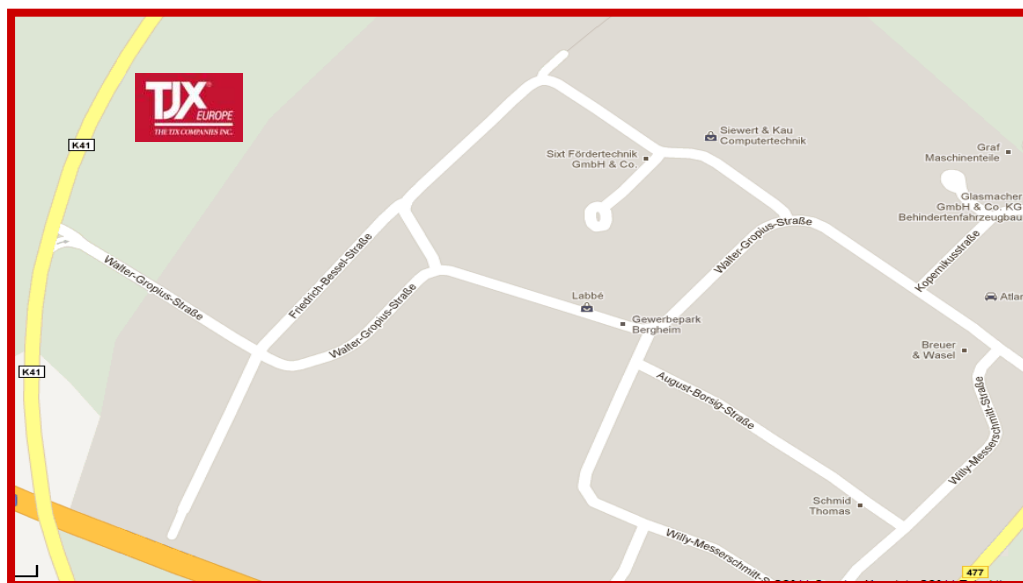 TJX
EUROPE
THE TJX COMPANIES INC.
K41
Siewert & Kau
Computertechnik
Sixt Fördertechnik
GmbH & Co.
Graf
Maschinenteile
Glasmacher
GmbH & Co. KG
Behindertenfahrzeugbau
Walter-Gropius-Straße
Friedrich-Bessel-Straße
Walter-Gropius-Straße
Walter-Gropius-Straße
Kopernikusstraße
Labbé
Atlan
Gewerbepark
Bergheim
Breuer
& Wasel
K41
August-Borsig-Straße
Willy-Messerschmitt-Straße
Schmid
Thomas
Willy-Messerschmitt-S
477